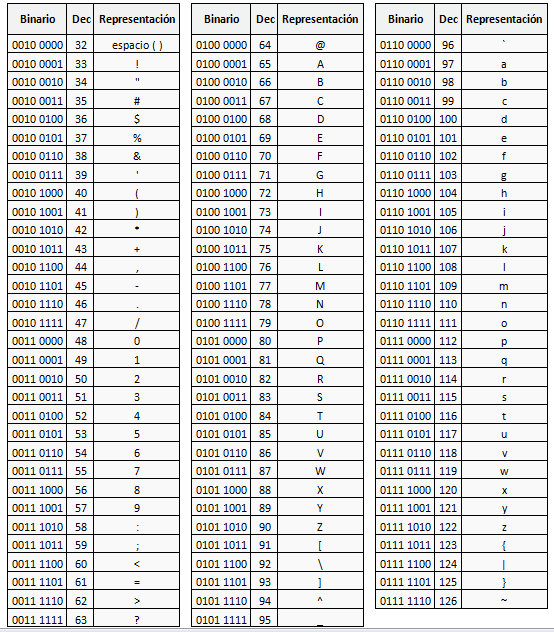 Binario Dec Representación Binario Dec Representación Binario Dec Representación
0010 0000 32 espacio ( ) 0100 0000 64 @ 0110 0000 96 `
0010 0001 33 ! 0100 0001 65 A 0110 0001 97 a
0010 0010 34 " 0100 0010 66 B 0110 0010 98 b
0010 0011 35 # 0100 0011 67 C 0110 0011 99 c
0010 0100 36 $ 0100 0100 68 D 0110 0100 100 d
0010 0101 37 % 0100 0101 69 E 0110 0101 101 e
0010 0110 38 & 0100 0110 70 F 0110 0110 102 f
0010 0111 39 ' 0100 0111 71 G 0110 0111 103 g
0010 1000 40 ( 0100 1000 72 H 0110 1000 104 h
0010 1001 41 ) 0100 1001 73 I 0110 1001 105 i
0010 1010 42 * 0100 1010 74 J 0110 1010 106 j
0010 1011 43 + 0100 1011 75 K 0110 1011 107 k
0010 1100 44 , 0100 1100 76 L 0110 1100 108 l
0010 1101 45 - 0100 1101 77 M 0110 1101 109 m
0010 1110 46 . 0100 1110 78 N 0110 1110 110 n
0010 1111 47 / 0100 1111 79 O 0110 1111 111 o
0011 0000 48 0 0101 0000 80 P 0111 0000 112 p
0011 0001 49 1 0101 0001 81 Q 0111 0001 113 q
0011 0010 50 2 0101 0010 82 R 0111 0010 114 r
0011 0011 51 3 0101 0011 83 S 0111 0011 115 s
0011 0100 52 4 0101 0100 84 T 0111 0100 116 t
0011 0101 53 5 0101 0101 85 U 0111 0101 117 u
0011 0110 54 6 0101 0110 86 V 0111 0110 118 v
0011 0111 55 7 0101 0111 87 W 0111 0111 119 w
0011 1000 56 8 0101 1000 88 X 0111 1000 120 x
0011 1001 57 9 0101 1001 89 Y 0111 1001 121 y
0011 1010 58 : 0101 1010 90 Z 0111 1010 122 z
0011 1011 59 ; 0101 1011 91 [ 0111 1011 123 {
0011 1100 60 < 0101 1100 92 \ 0111 1100 124 |
0011 1101 61 = 0101 1101 93 ] 0111 1101 125 }
0011 1110 62 > 0101 1110 94 ^ 0111 1110 126 ~
0011 1111 63 ? 0101 1111 95 _